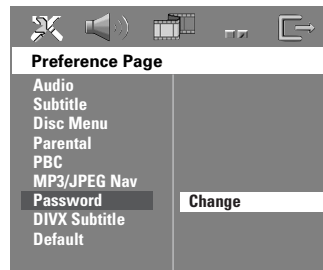 Preference Page
Audio
Subtitle
Disc Menu
Parental
PBC
MP3/JPEG Nav
Password
Change
DIVX Subtitle
Default